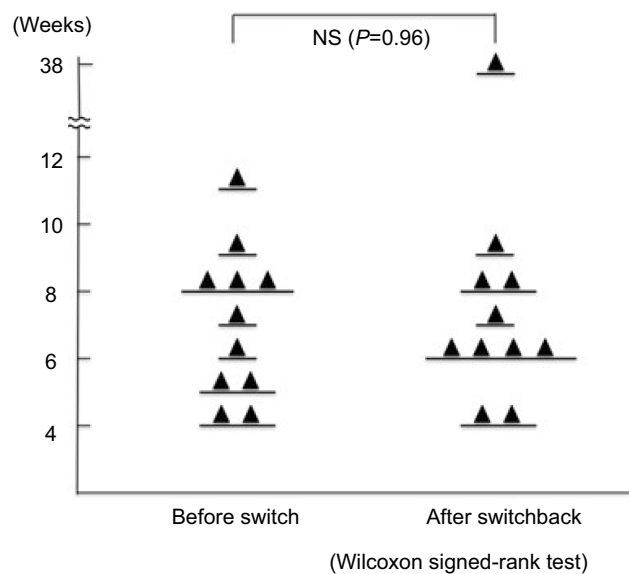 (Weeks)
NS (P=0.96)
38
12
10
8
6
4
Before switch
After switchback
(Wilcoxon signed-rank test)